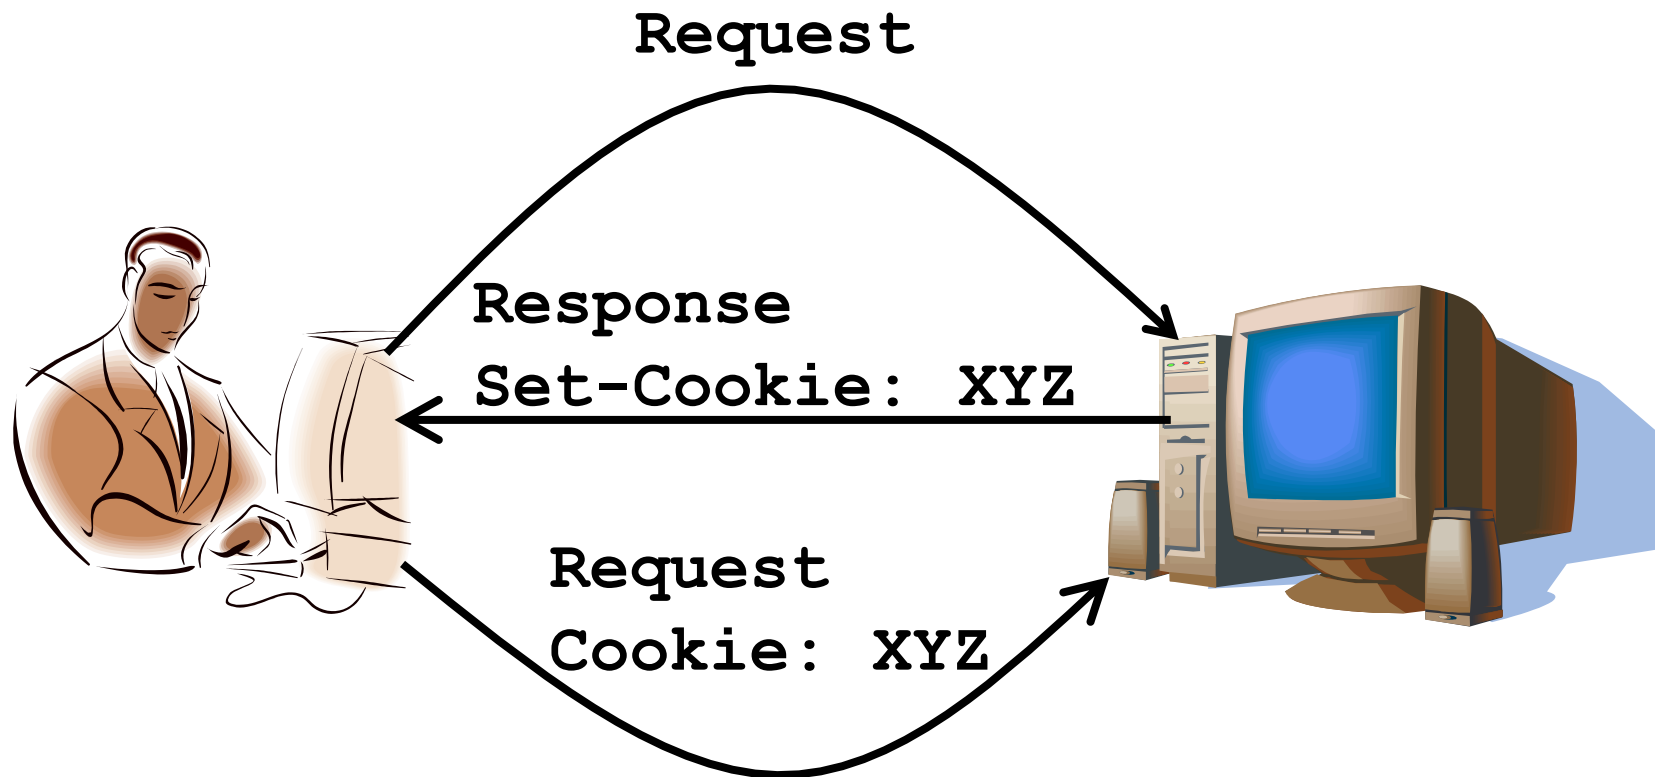 Request
Response
Set-Cookie: XYZ
Request
Cookie: XYZ